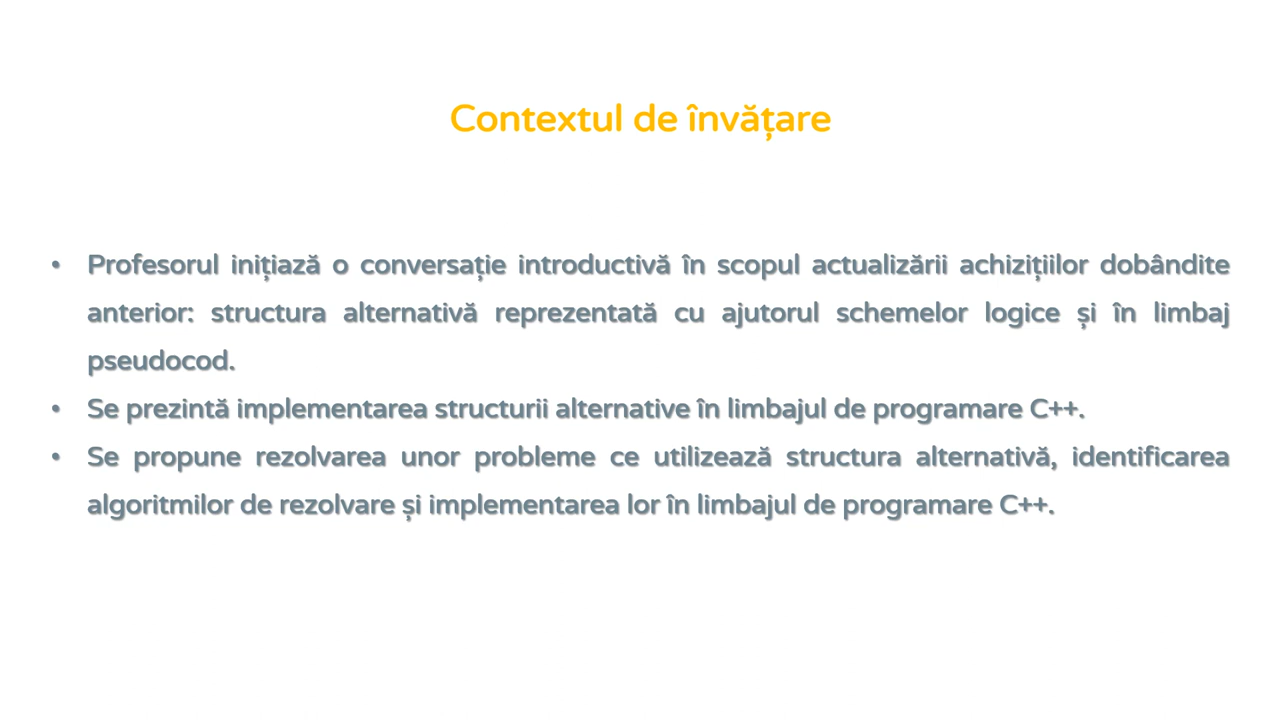 Contextul de învățare
• Profesorul inițiază o conversație introductivă în scopul actualizării achizițiilor dobândite
anterior: structura alternativă reprezentată cu ajutorul schemelor logice și în limbaj
pseudocod.
• Se prezintă implementarea structurii alternative în limbajul de programare C++.
• Se propune rezolvarea unor probleme ce utilizează structura alternativă, identificarea
algoritmilor de rezolvare și implementarea lor în limbajul de programare C++.